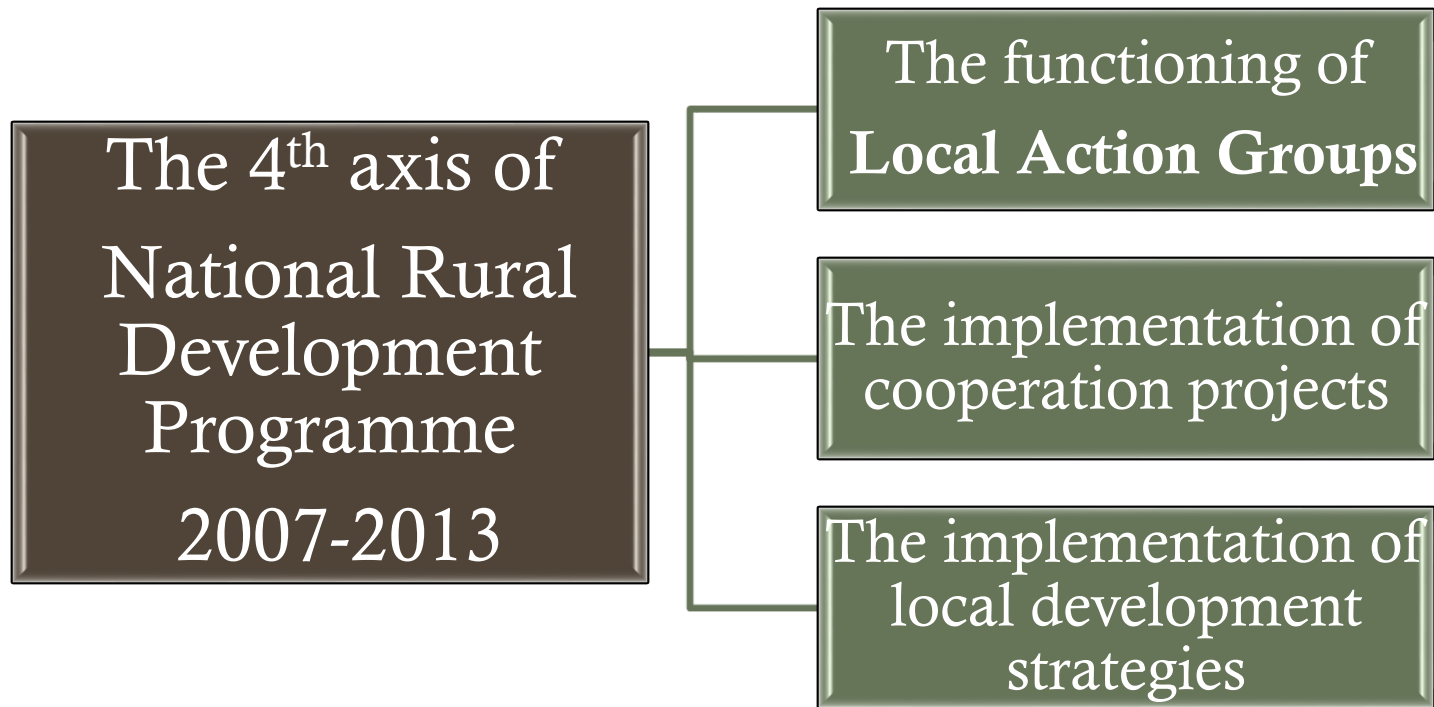 The 4th axis of
National Rural
Development
Programme
2007-2013
The functioning of
Local Action Groups
The implementation of
cooperation projects
The implementation of
local development
strategies